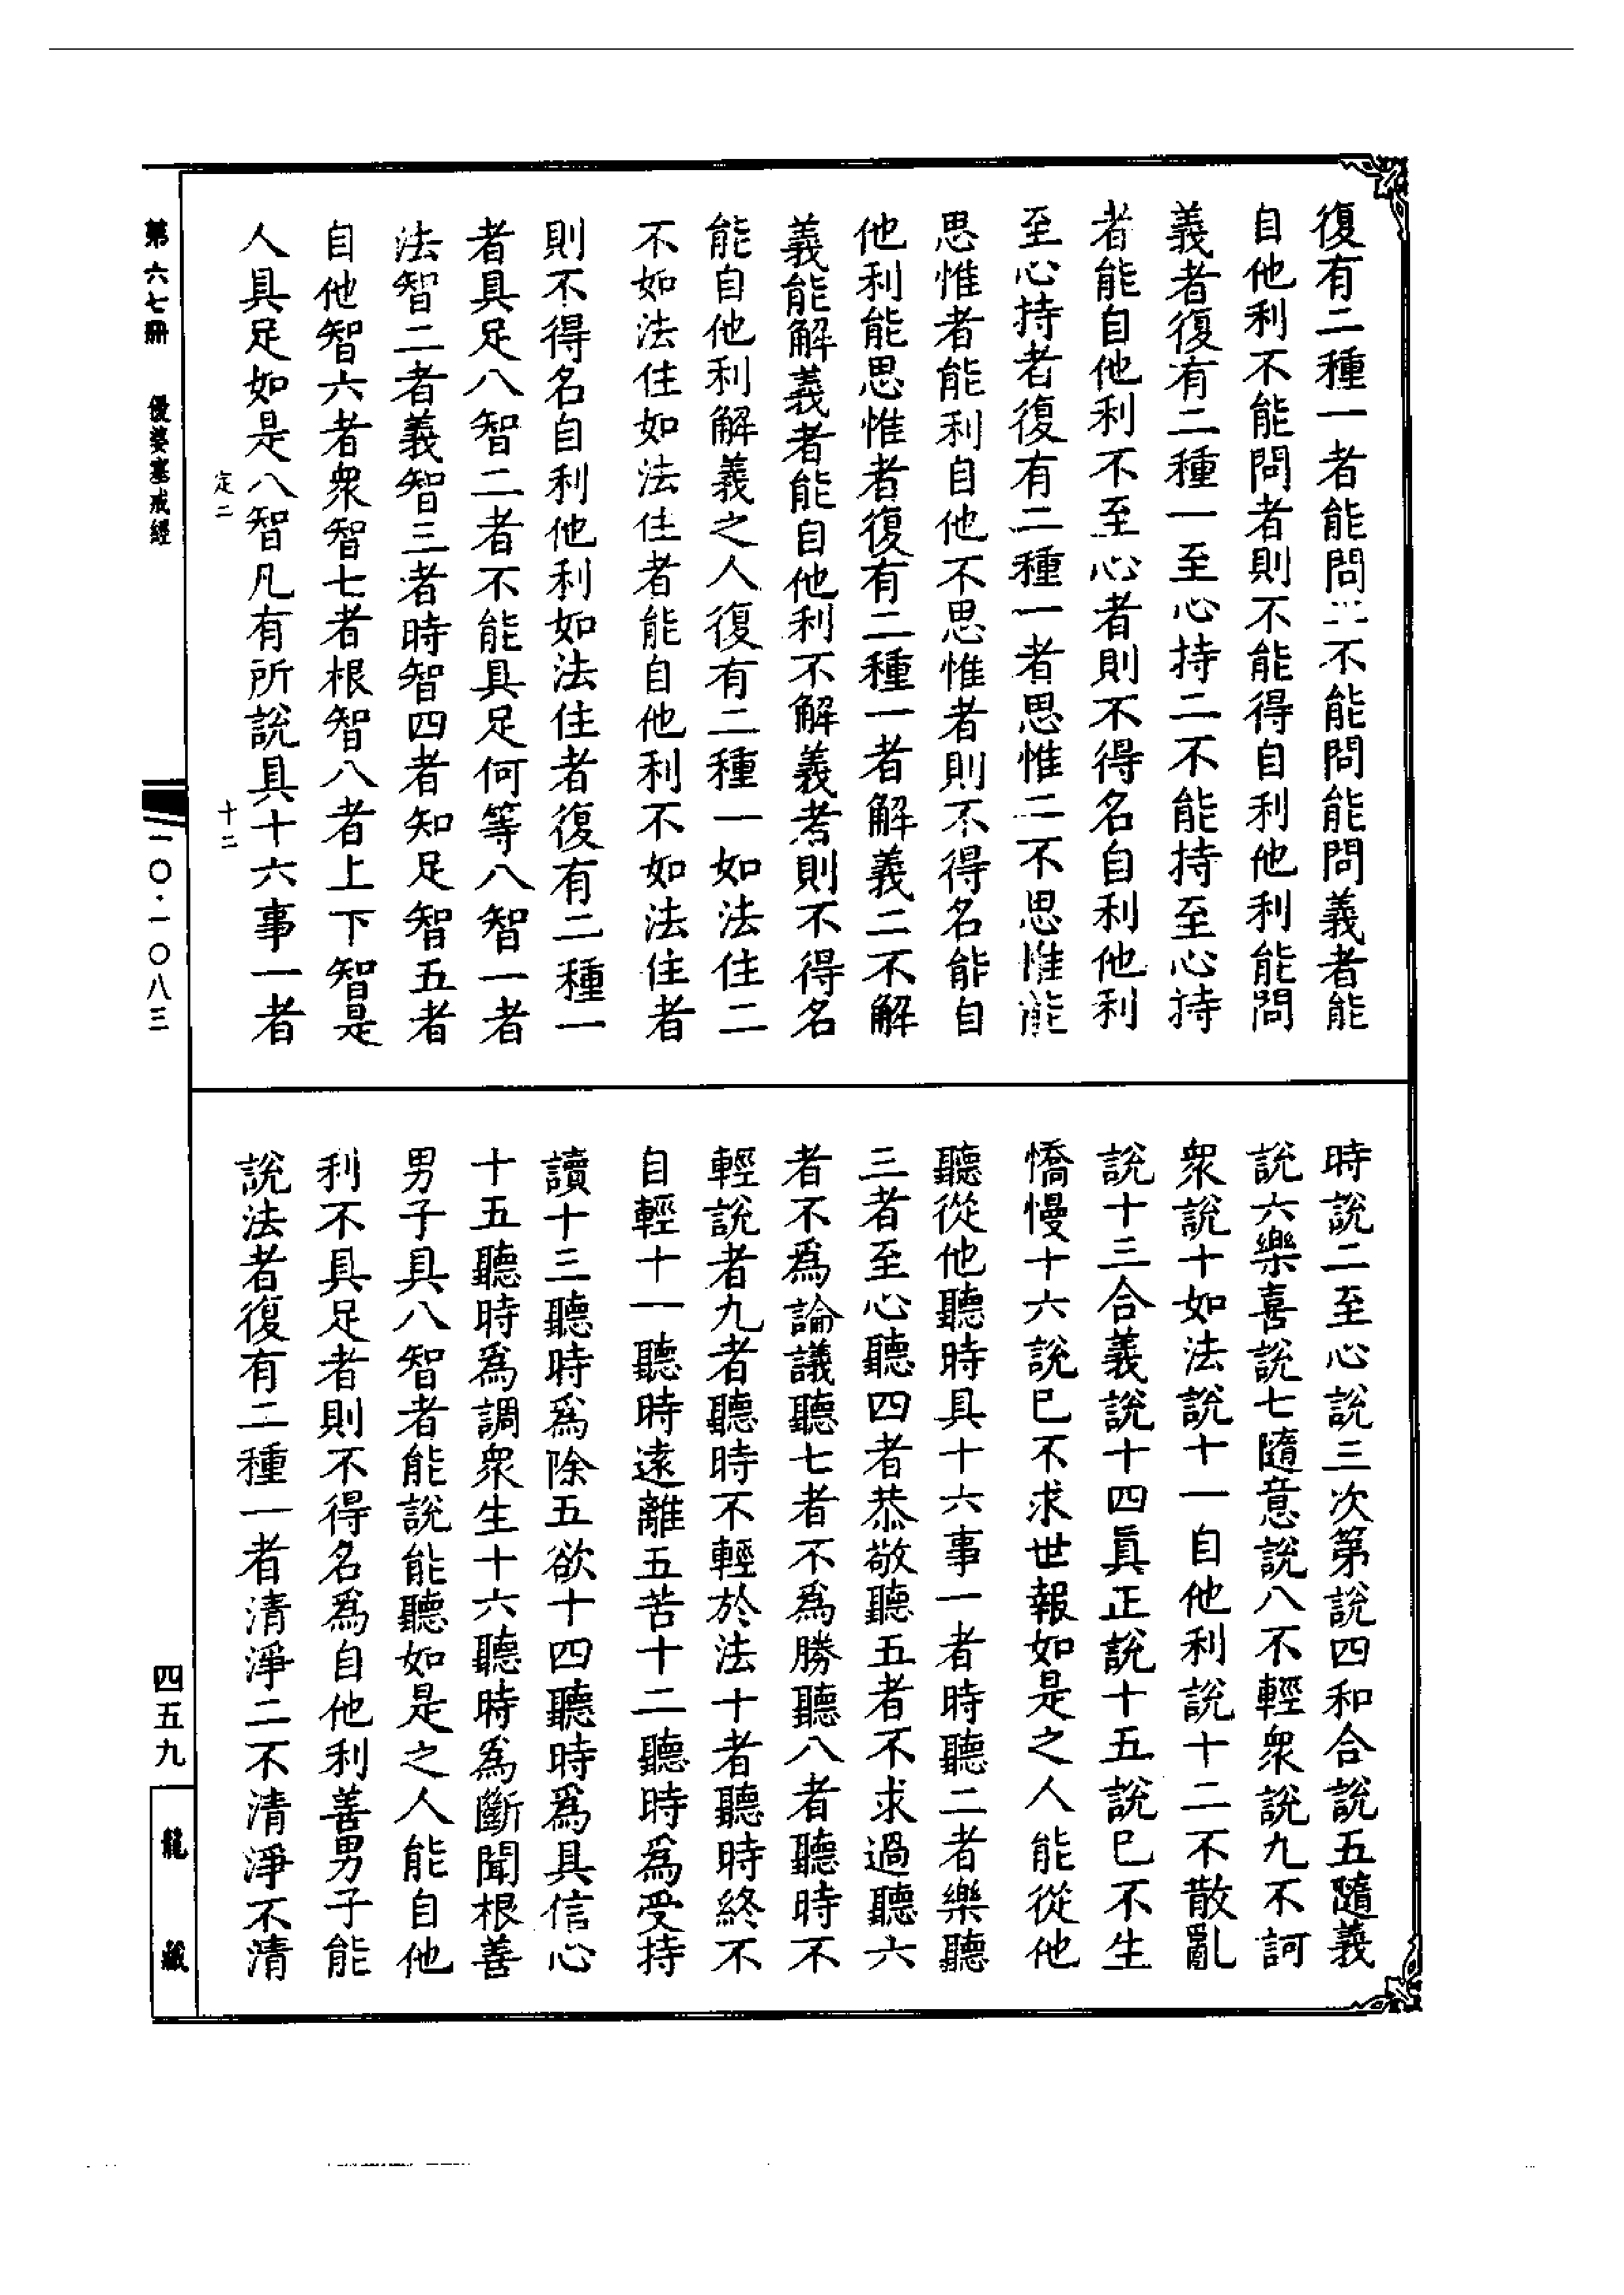 復有二種一者能問二不能問能問義者能
自他利不能問者則不能得自利他利能問
義者復有二種一至心持二不能持至心持
者能自他利不至心者則不得名自利他利
至心持者復有二種一者思惟二不思惟能
思惟者能利自他不思惟者則不得名能自
他利能思惟者復有二種一者解義二不解
義能解義者能自他利不解義者則不得名
能自他利解義之人復有二種一如法住二
不如法住如法住者能自他利不如法住者
則不得名自利他利如法住者復有二種一
者具足八智二者不能具足何等八智一者
法智二者義智三者時智四者知足智五者
自他智六者衆智七者根智八者上下智是
人具足如是八智凡有所說具十六事一者
定二
十二
時說二至心說三次第說四和合說五隨義
說六樂喜說七隨意說八不輕衆說九不訶
衆說十如法說十一自他利說十二不散亂
說十三合義說十四眞正說十五說已不生
憍慢十六說已不求世報如是之人能從他
聽從他聽時具十六事一者時聽二者樂聽
三者至心聽四者恭敬聽五者不求過聽六
者不爲論議聽七者不爲勝聽八者聽時不
輕說者九者聽時不輕於法十者聽時終不
自輕十一聽時遠離五苦十二聽時爲受持
讀十三聽時爲除五欲十四聽時爲具信心
十五聽時爲調衆生十六聽時爲斷聞根善
男子具八智者能說能聽如是之人能自他
利不具足者則不得名爲自他利善男子能
說法者復有二種一者清淨二不清淨不清
第六七冊
優婆塞戒經
一〇·一〇八三
四五九
龍藏